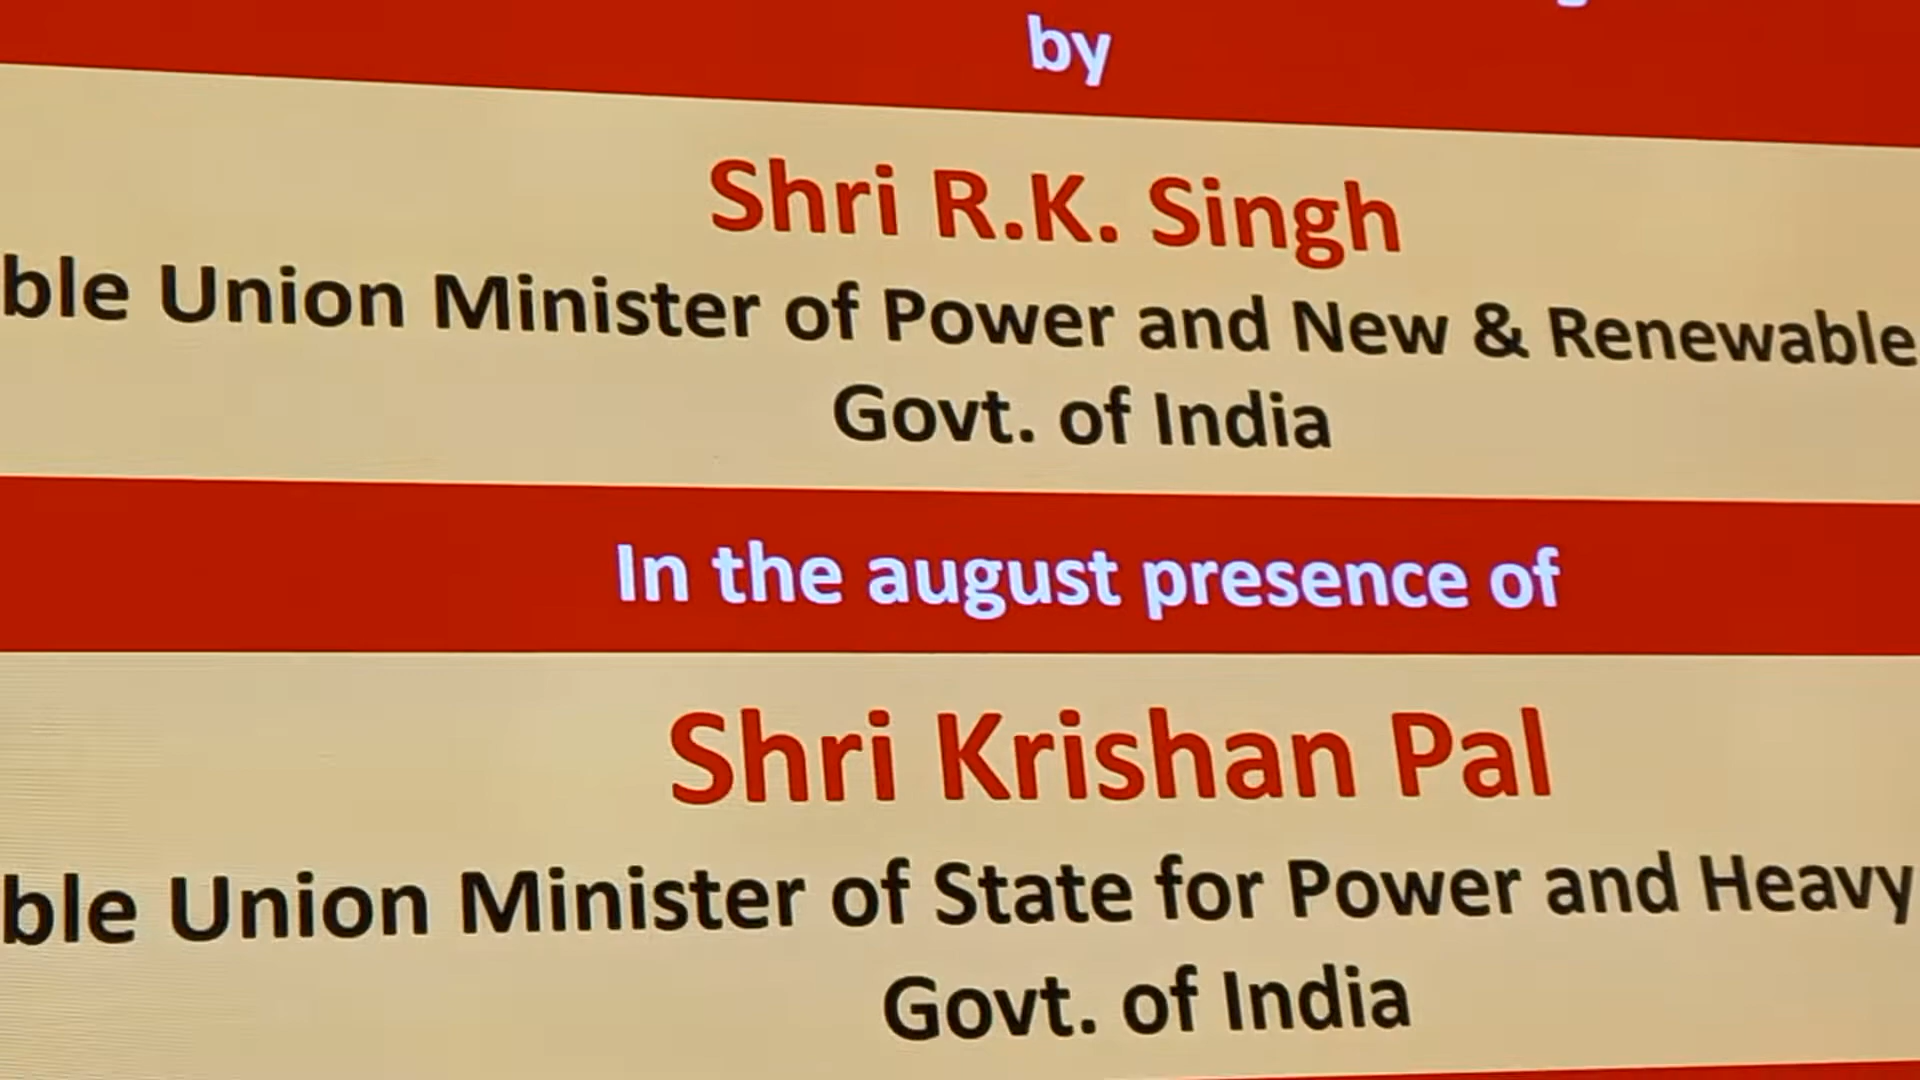 by
Shri R.K. Singh
ble Union Minister of Power and New & Renewable
Govt. of India
In the august presence of
Shri Krishan Pal
ble Union Minister of State for Power and Heavy
Govt. of India